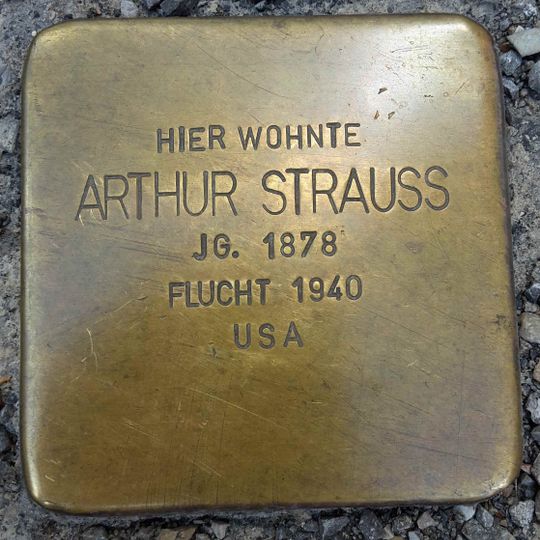 HIER WOHNTE
ARTHUR STRAUSS
JG. 1878
FLUCHT 1940
USA